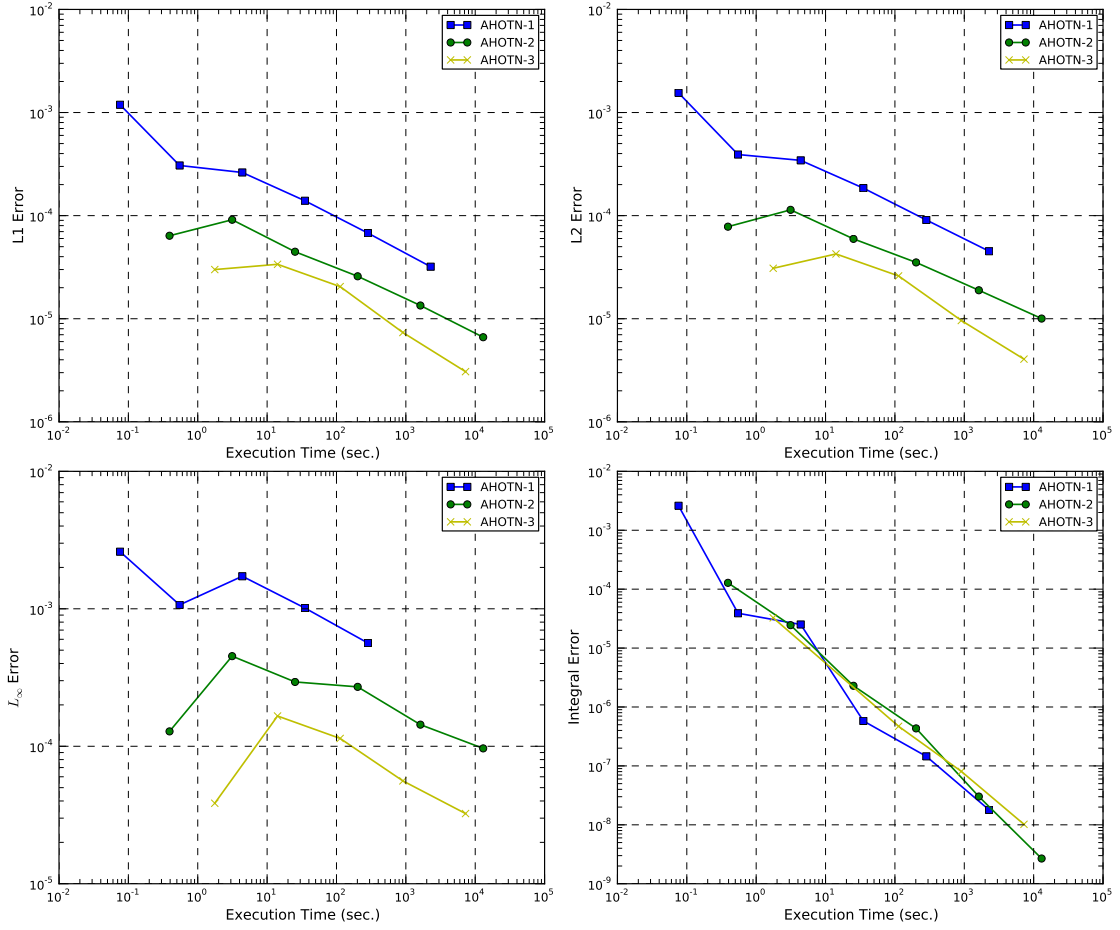 10^-2
AHOTN-1
AHOTN-2
AHOTN-3
10^-3
10^-4
10^-5
10^-6
L1 Error
10^-2 10^-1 10^0 10^1 10^2 10^3 10^4 10^5
Execution Time (sec.)
10^-2
AHOTN-1
AHOTN-2
AHOTN-3
10^-3
10^-4
10^-5
10^-6
L2 Error
10^-2 10^-1 10^0 10^1 10^2 10^3 10^4 10^5
Execution Time (sec.)
10^-2
AHOTN-1
AHOTN-2
AHOTN-3
10^-3
10^-4
10^-5
L∞ Error
10^-2 10^-1 10^0 10^1 10^2 10^3 10^4 10^5
Execution Time (sec.)
10^-2
AHOTN-1
AHOTN-2
AHOTN-3
10^-3
10^-4
10^-5
10^-6
10^-7
10^-8
10^-9
Integral Error
10^-2 10^-1 10^0 10^1 10^2 10^3 10^4 10^5
Execution Time (sec.)